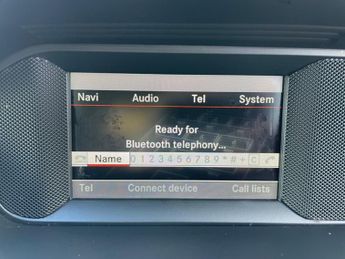 Navi Audio Tel System
Ready for
Bluetooth telephony...
Name 0 1 2 3 4 5 6 7 8 9 * # + C
Tel Connect device Call lists